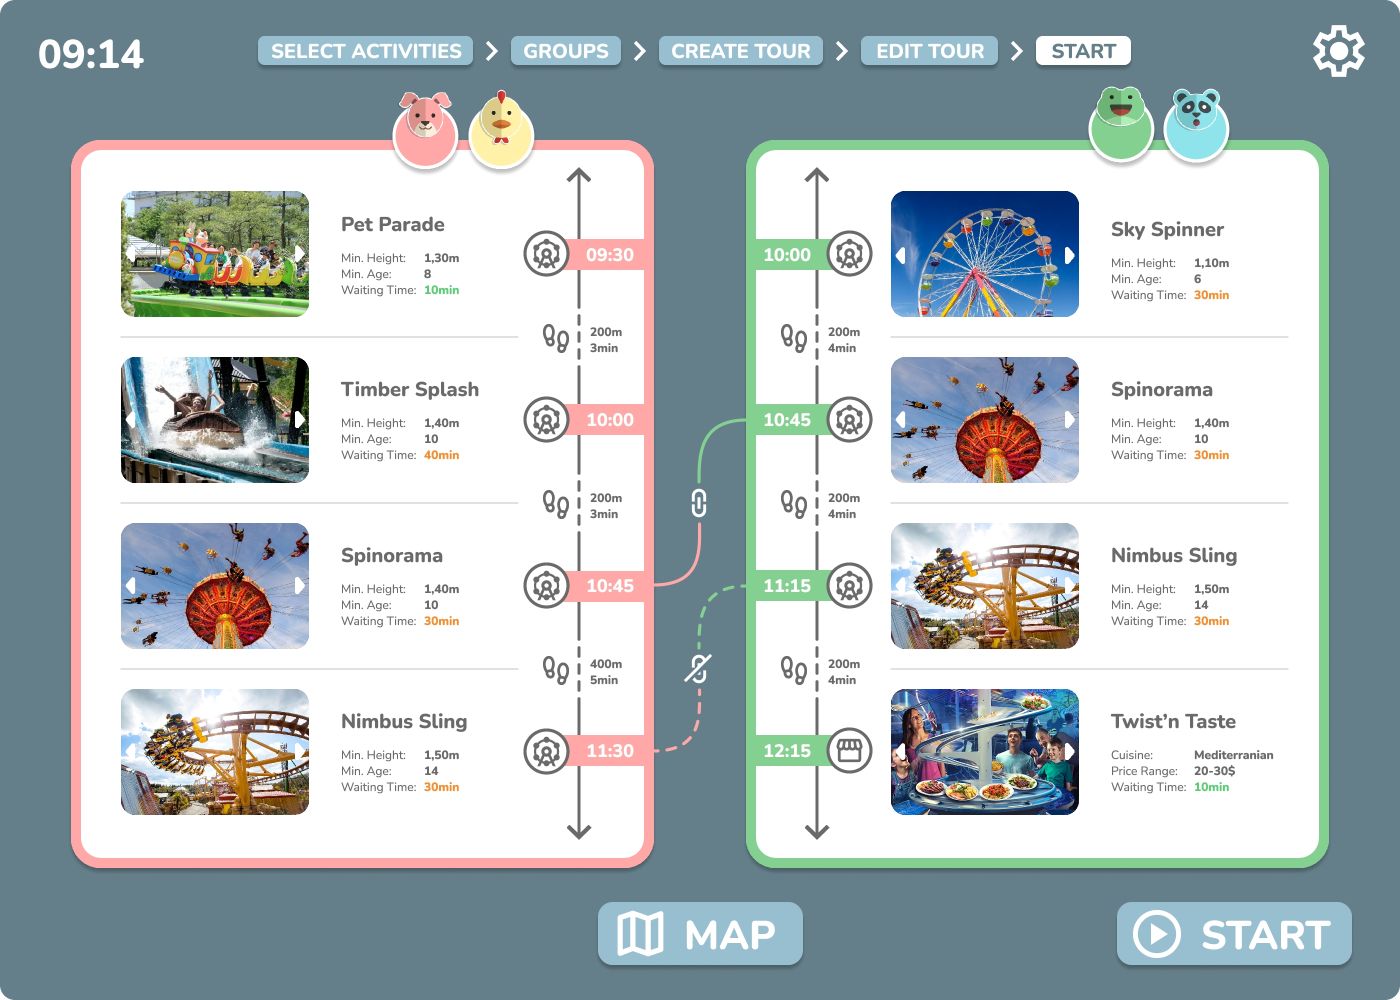 09:14
SELECT ACTIVITIES
GROUPS
CREATE TOUR
EDIT TOUR
START
Pet Parade
Min. Height: 1,30m
Min. Age: 8
Waiting Time: 10min
09:30
200m
3min
Timber Splash
Min. Height: 1,40m
Min. Age: 10
Waiting Time: 40min
10:00
200m
3min
Spinorama
Min. Height: 1,40m
Min. Age: 10
Waiting Time: 30min
10:45
400m
5min
Nimbus Sling
Min. Height: 1,50m
Min. Age: 14
Waiting Time: 30min
11:30
10:00
Sky Spinner
Min. Height: 1,10m
Min. Age: 6
Waiting Time: 30min
200m
4min
10:45
Spinorama
Min. Height: 1,40m
Min. Age: 10
Waiting Time: 30min
200m
4min
11:15
Nimbus Sling
Min. Height: 1,50m
Min. Age: 14
Waiting Time: 30min
200m
4min
12:15
Twist’n Taste
Cuisine: Mediterranian
Price Range: 20-30$
Waiting Time: 10min
MAP
START